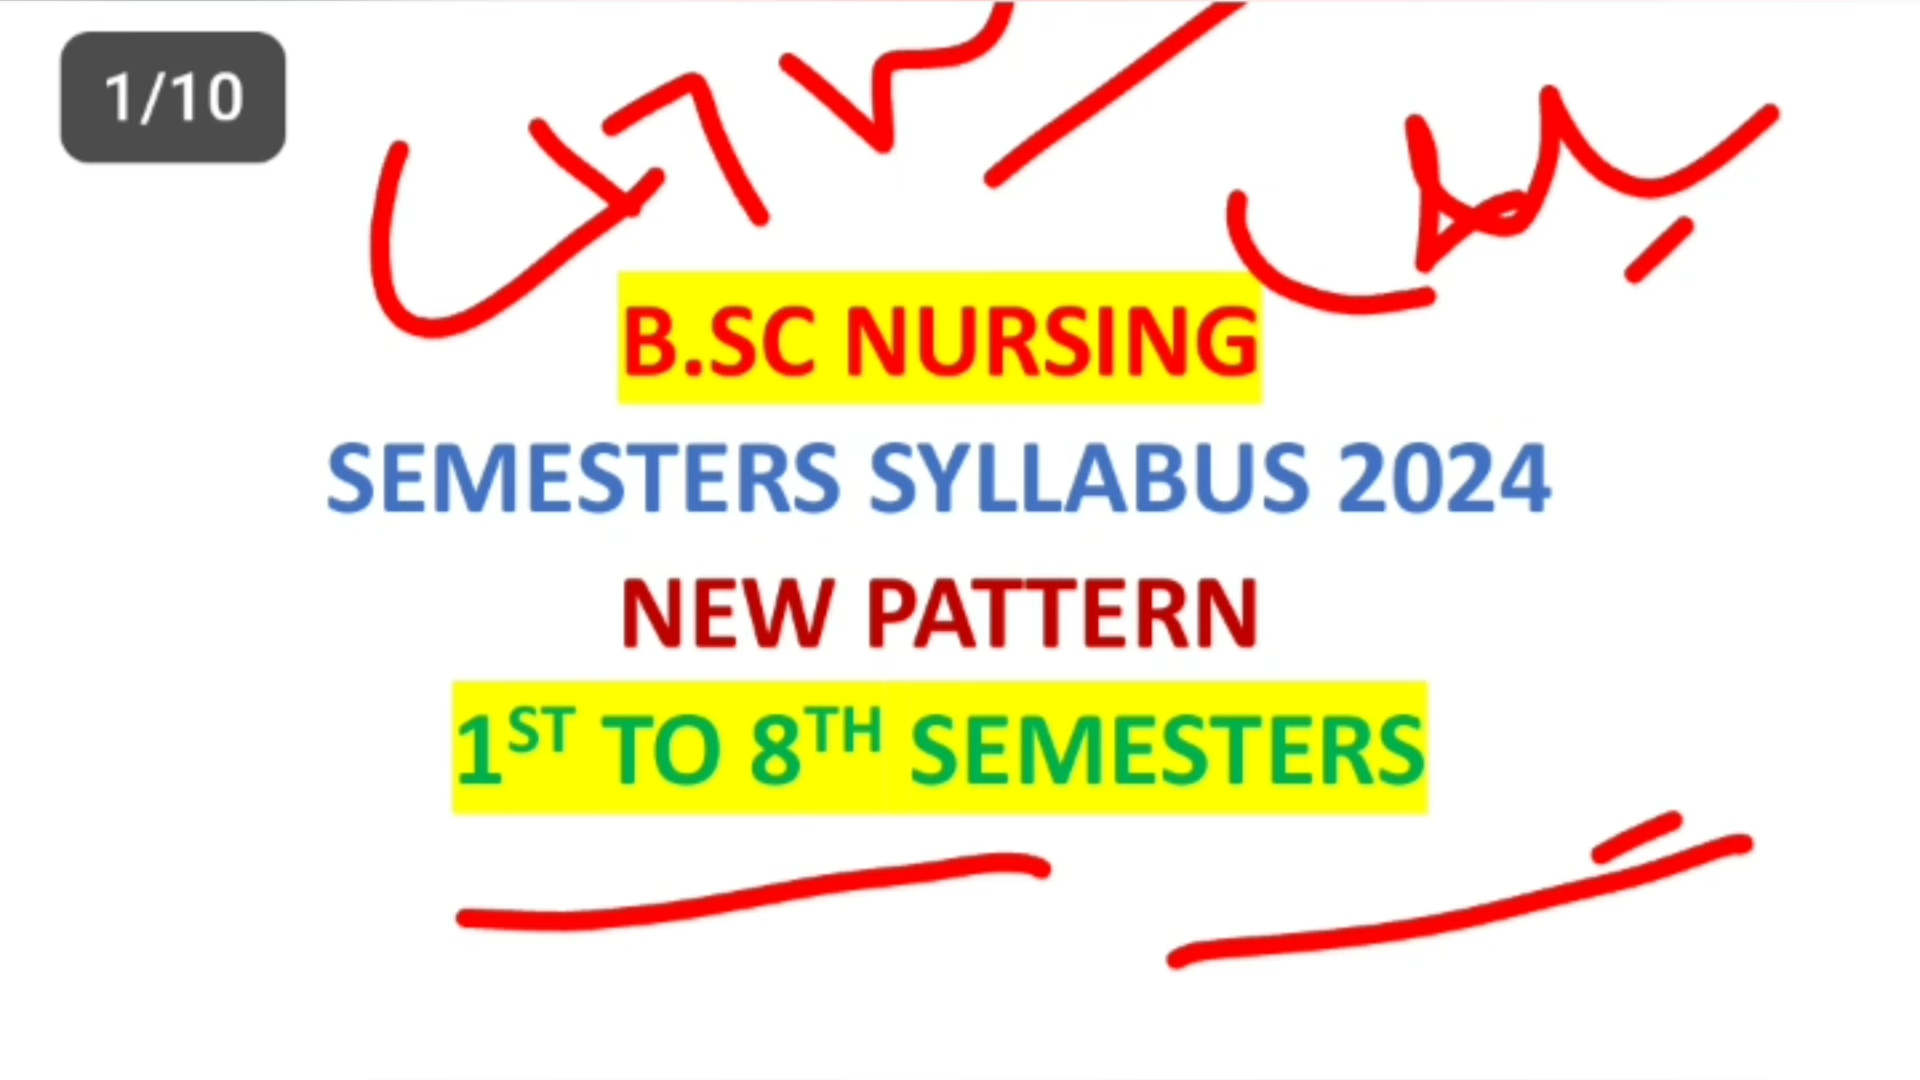 1/10
B.SC NURSING
SEMESTERS SYLLABUS 2024
NEW PATTERN
1ST TO 8TH SEMESTERS